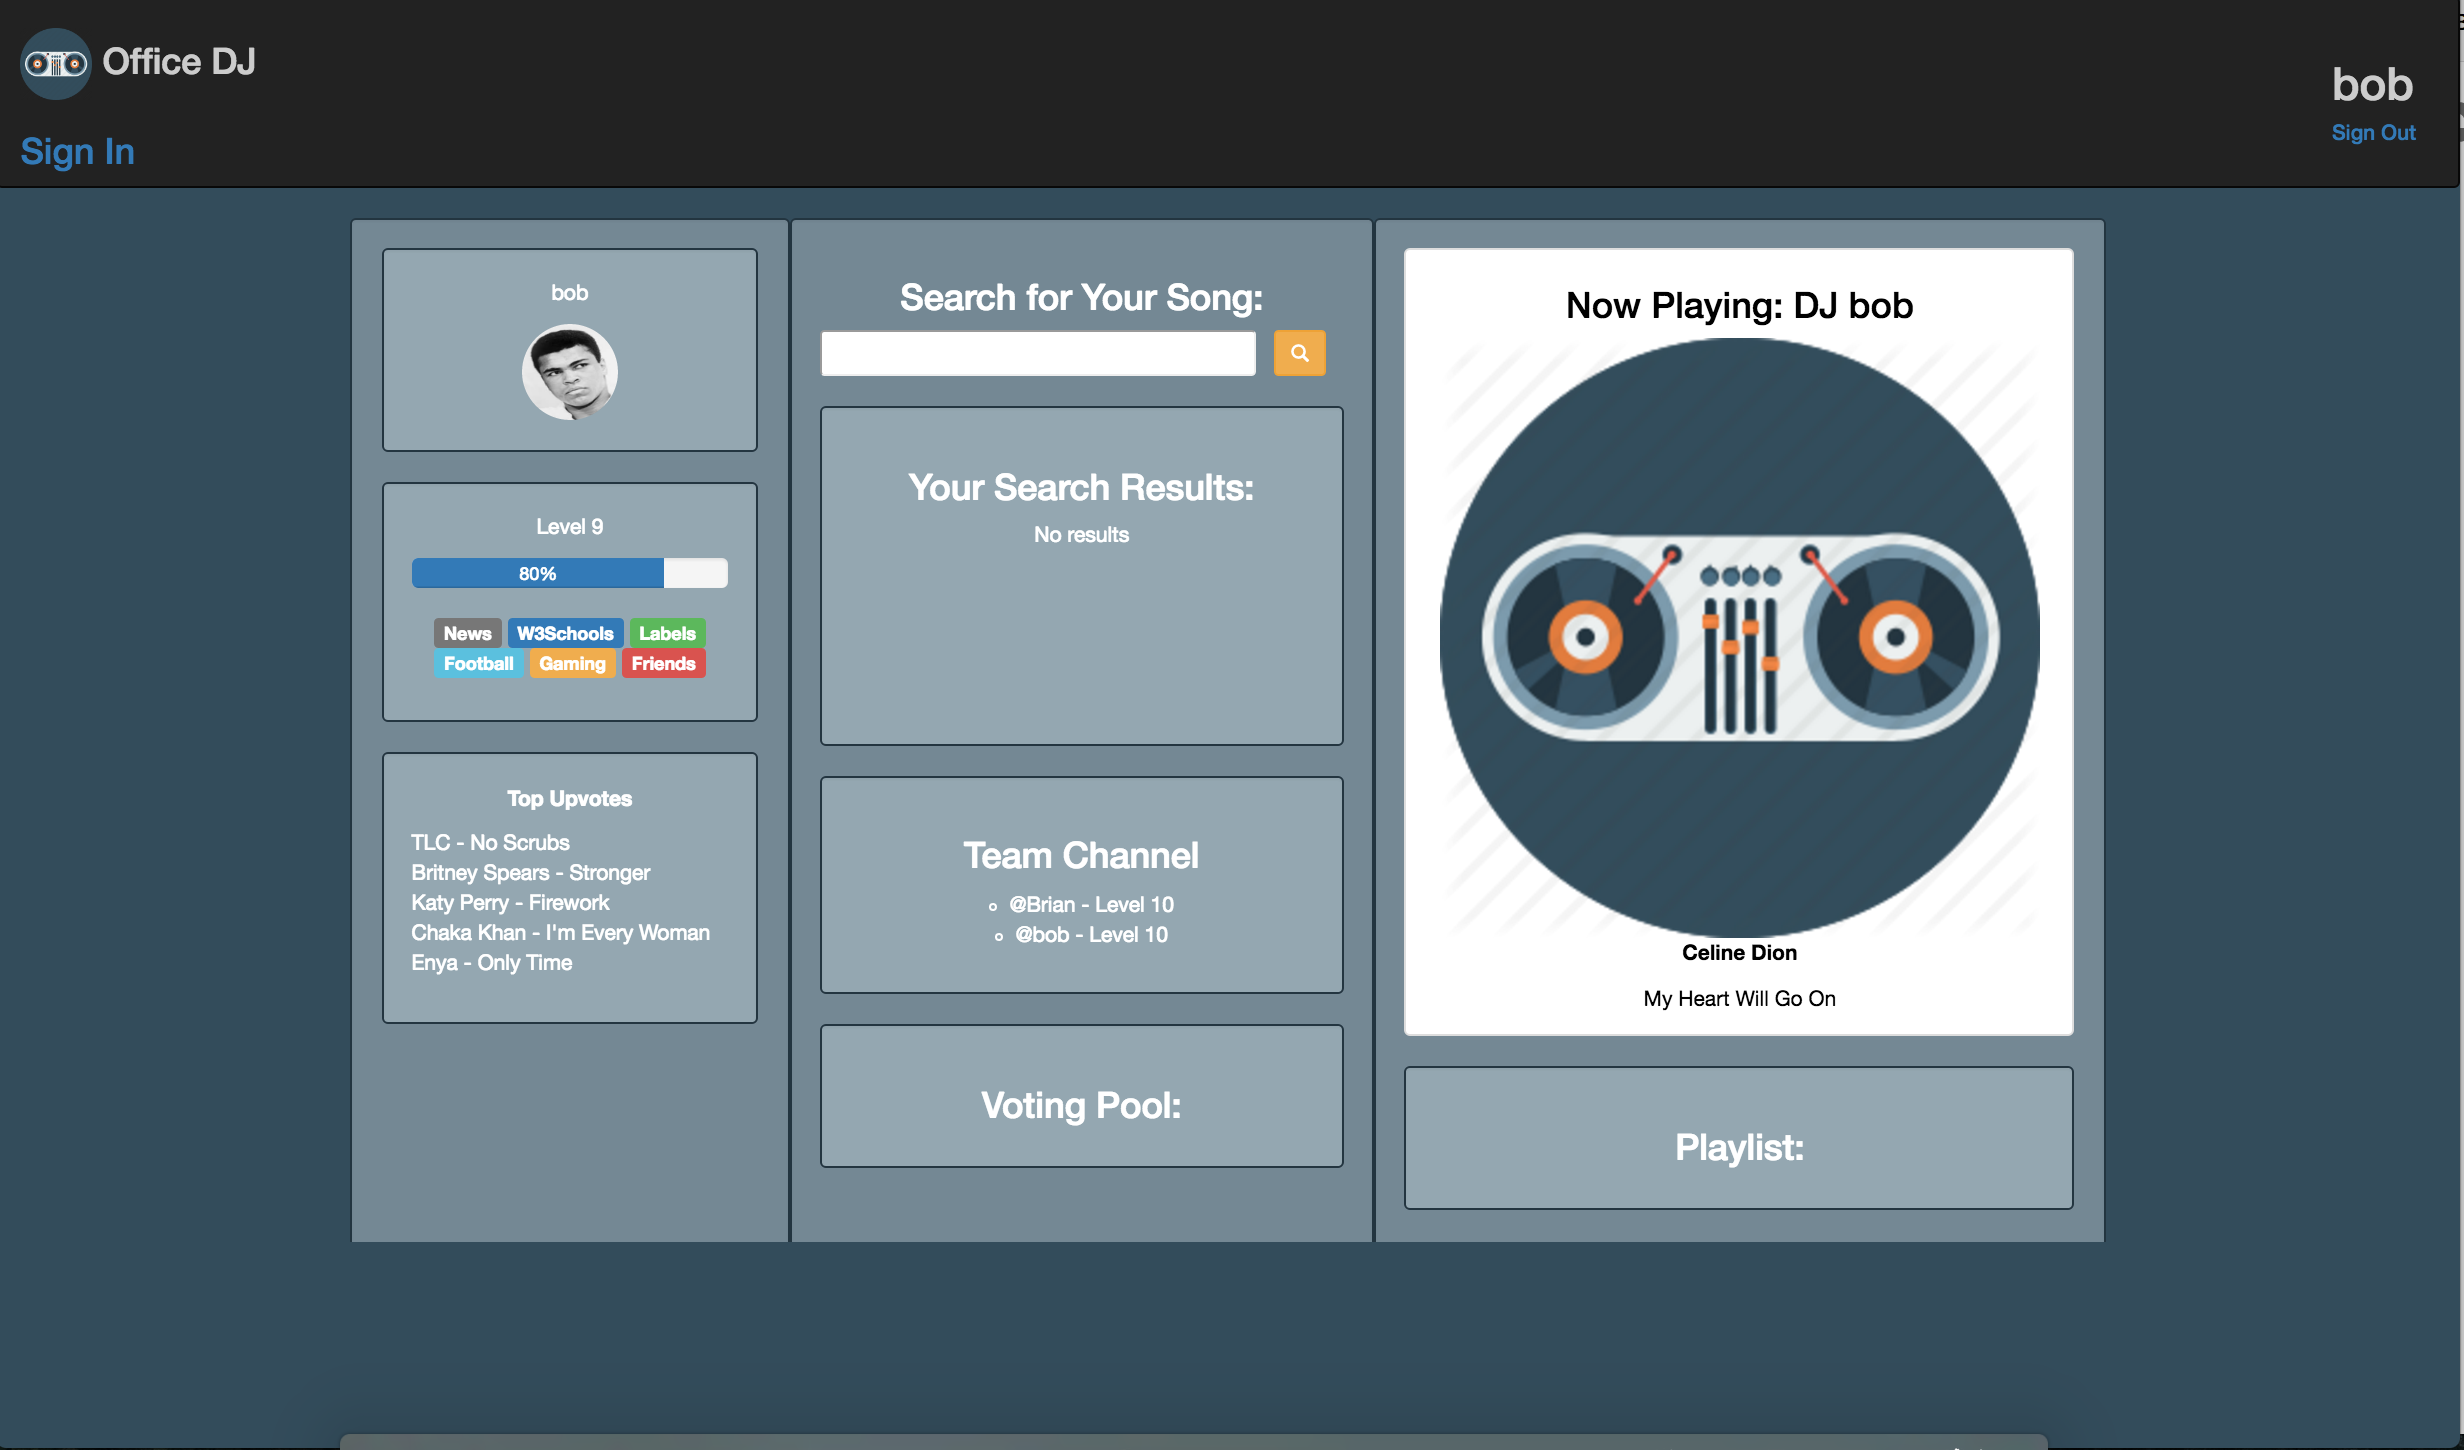 Office DJ
Sign In
bob
Sign Out
bob
Level 9
80%
News W3Schools Labels
Football Gaming Friends
Top Upvotes
TLC - No Scrubs
Britney Spears - Stronger
Katy Perry - Firework
Chaka Khan - I'm Every Woman
Enya - Only Time
Search for Your Song:
Your Search Results:
No results
Team Channel
@Brian - Level 10
@bob - Level 10
Voting Pool:
Now Playing: DJ bob
Celine Dion
My Heart Will Go On
Playlist: